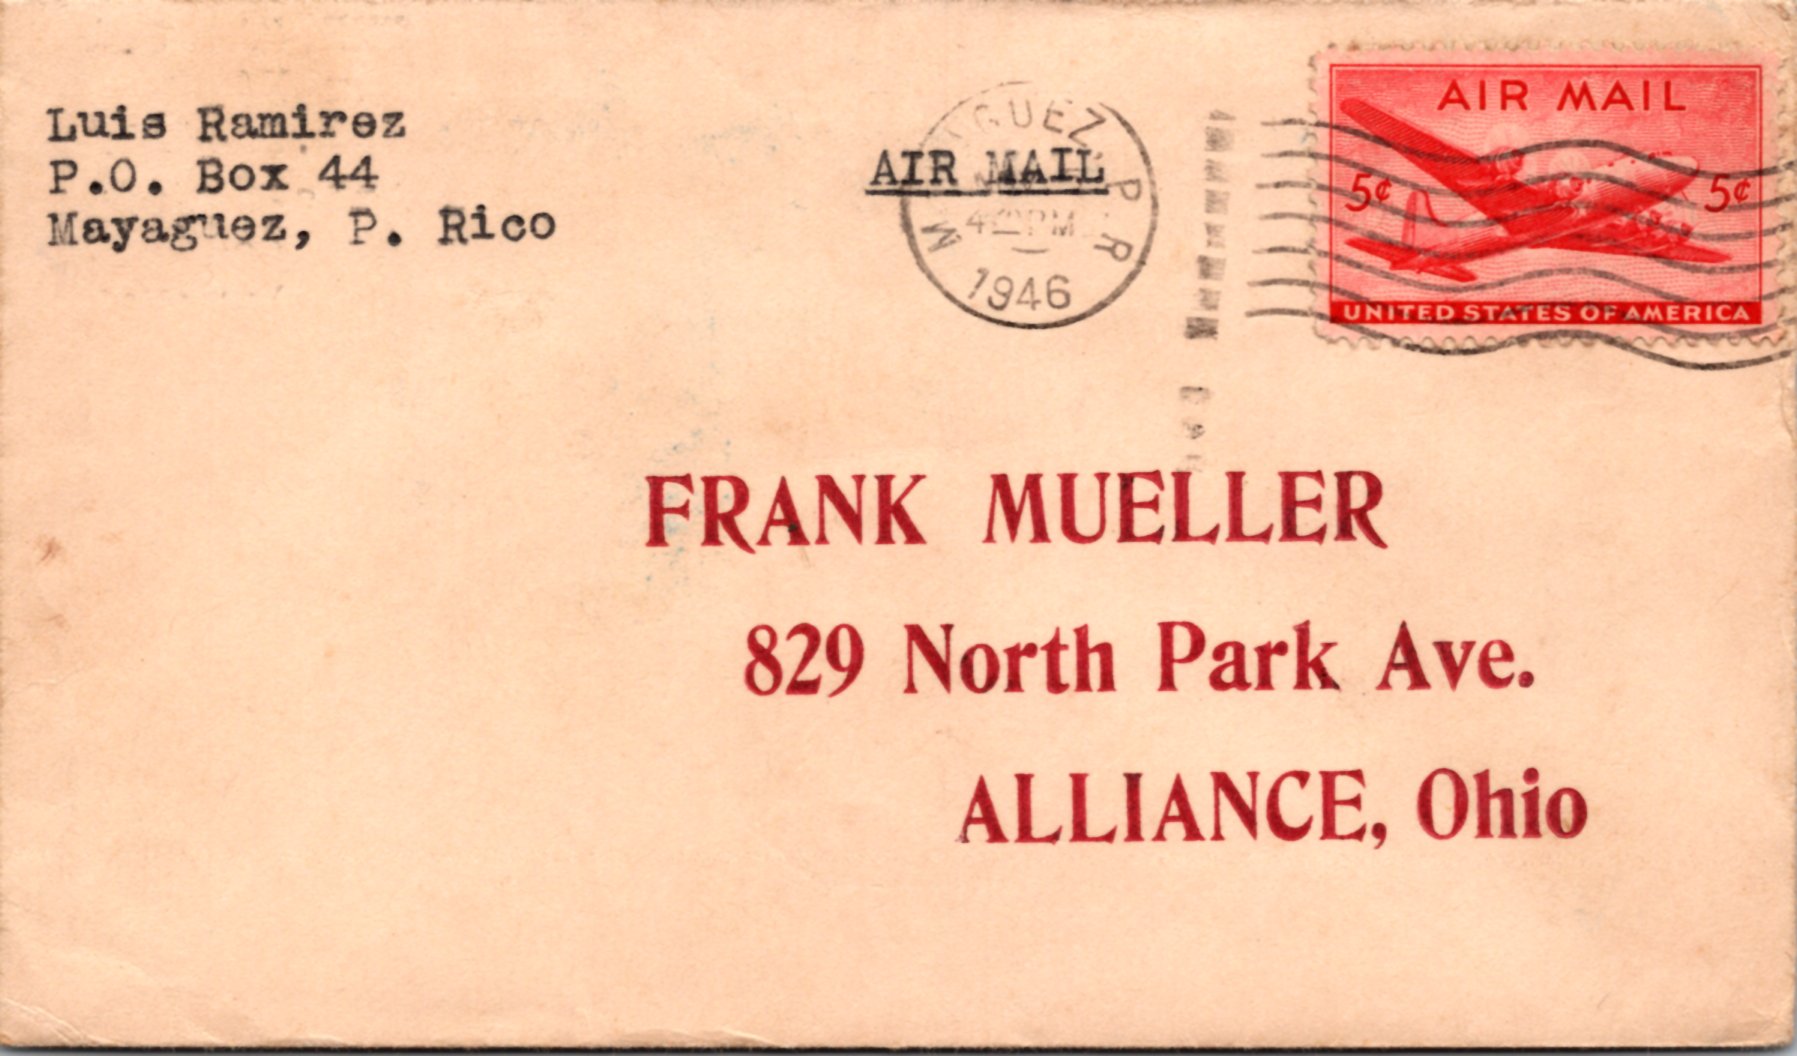 Luis Ramirez
P.O. Box 44
Mayaguez, P. Rico
AIR MAIL
P R
PM
1946
AIR MAIL
5¢ 5¢
UNITED STATES OF AMERICA
FRANK MUELLER
829 North Park Ave.
ALLIANCE, Ohio